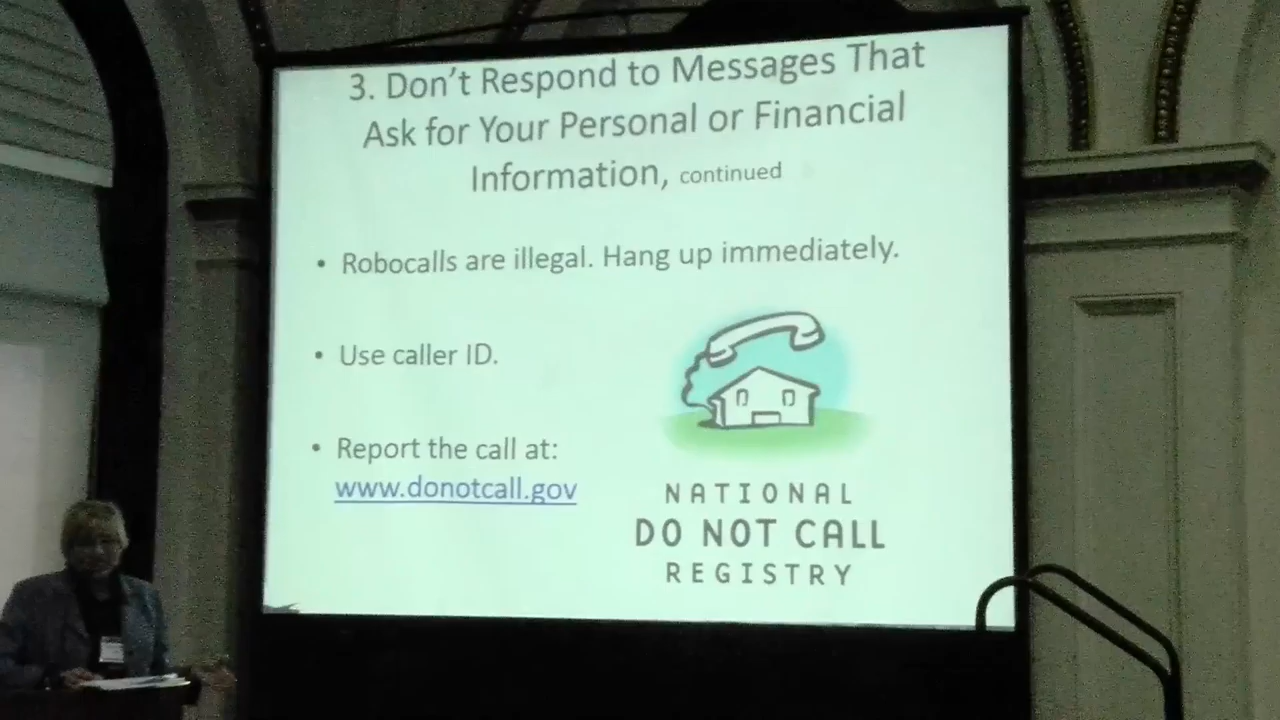 3. Don't Respond to Messages That
Ask for Your Personal or Financial
Information, continued
• Robocalls are illegal. Hang up immediately.
• Use caller ID.
• Report the call at:
www.donotcall.gov
NATIONAL
DO NOT CALL
REGISTRY